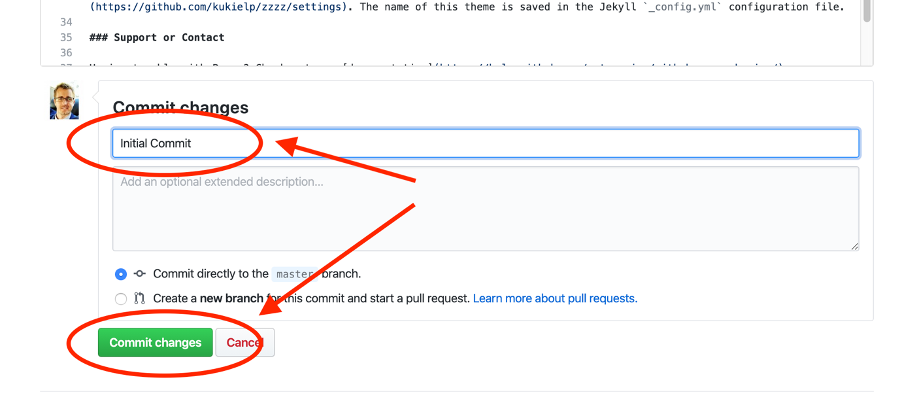 (https://github.com/kukielp/zzzz/settings). The name of this theme is saved in the Jekyll `_config.yml` configuration file.
34
35 ### Support or Contact
36
Commit changes
Initial Commit
Add an optional extended description...
Commit directly to the master branch.
Create a new branch for this commit and start a pull request. Learn more about pull requests.
Commit changes Cancel